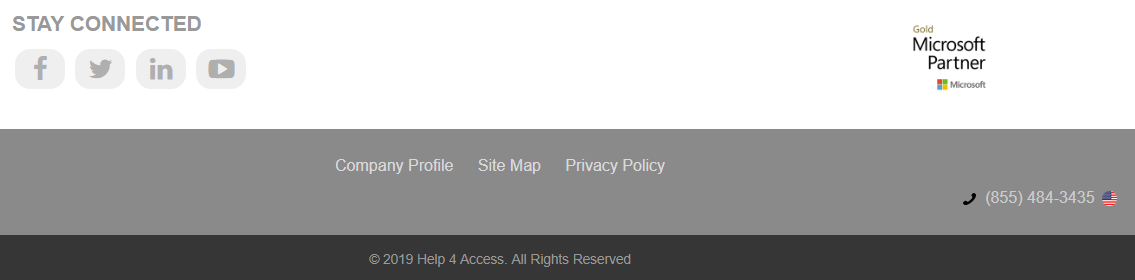 STAY CONNECTED
Gold
Microsoft
Partner
Microsoft
Company Profile Site Map Privacy Policy
(855) 484-3435
© 2019 Help 4 Access. All Rights Reserved